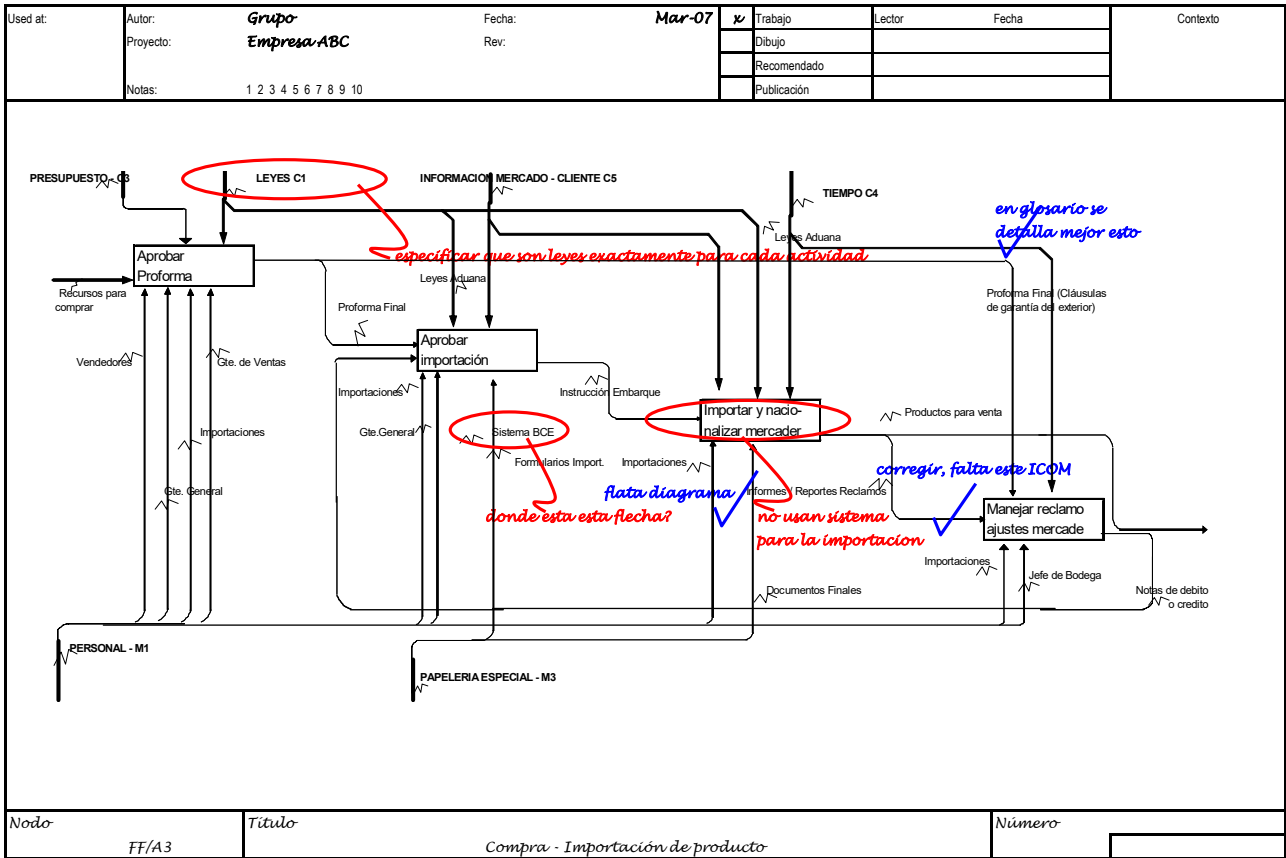 Used at:
Autor:
Grupo
Fecha:
Mar-07
x
Trabajo
Lector
Fecha
Contexto
Proyecto:
Empresa ABC
Rev:
Dibujo
Recomendado
Notas:
1 2 3 4 5 6 7 8 9 10
Publicación
PRESUPUESTO - C3
LEYES C1
INFORMACION MERCADO - CLIENTE C5
TIEMPO C4
en glosario se
detalla mejor esto
Leyes Aduana
Aprobar
Proforma
especificar que son leyes exactamente para cada actividad
Leyes Aduana
Recursos para
comprar
Proforma Final
Proforma Final (Cláusulas
de garantía del exterior)
Aprobar
importación
Vendedores
Gte. de Ventas
Importaciones
Instrucción Embarque
Importar y nacio-
nalizar mercader
Productos para venta
Importaciones
Gte.General
Sistema BCE
Formularios Import.
Importaciones
corregir, falta este ICOM
Gte. General
flata diagrama
Informes / Reportes Reclamos
donde esta esta flecha?
no usan sistema
para la importacion
Manejar reclamo
ajustes mercade
Importaciones
Jefe de Bodega
Documentos Finales
Notas de debito
o credito
PERSONAL - M1
PAPELERIA ESPECIAL - M3
Nodo
Título
Número
FF/A3
Compra - Importación de producto